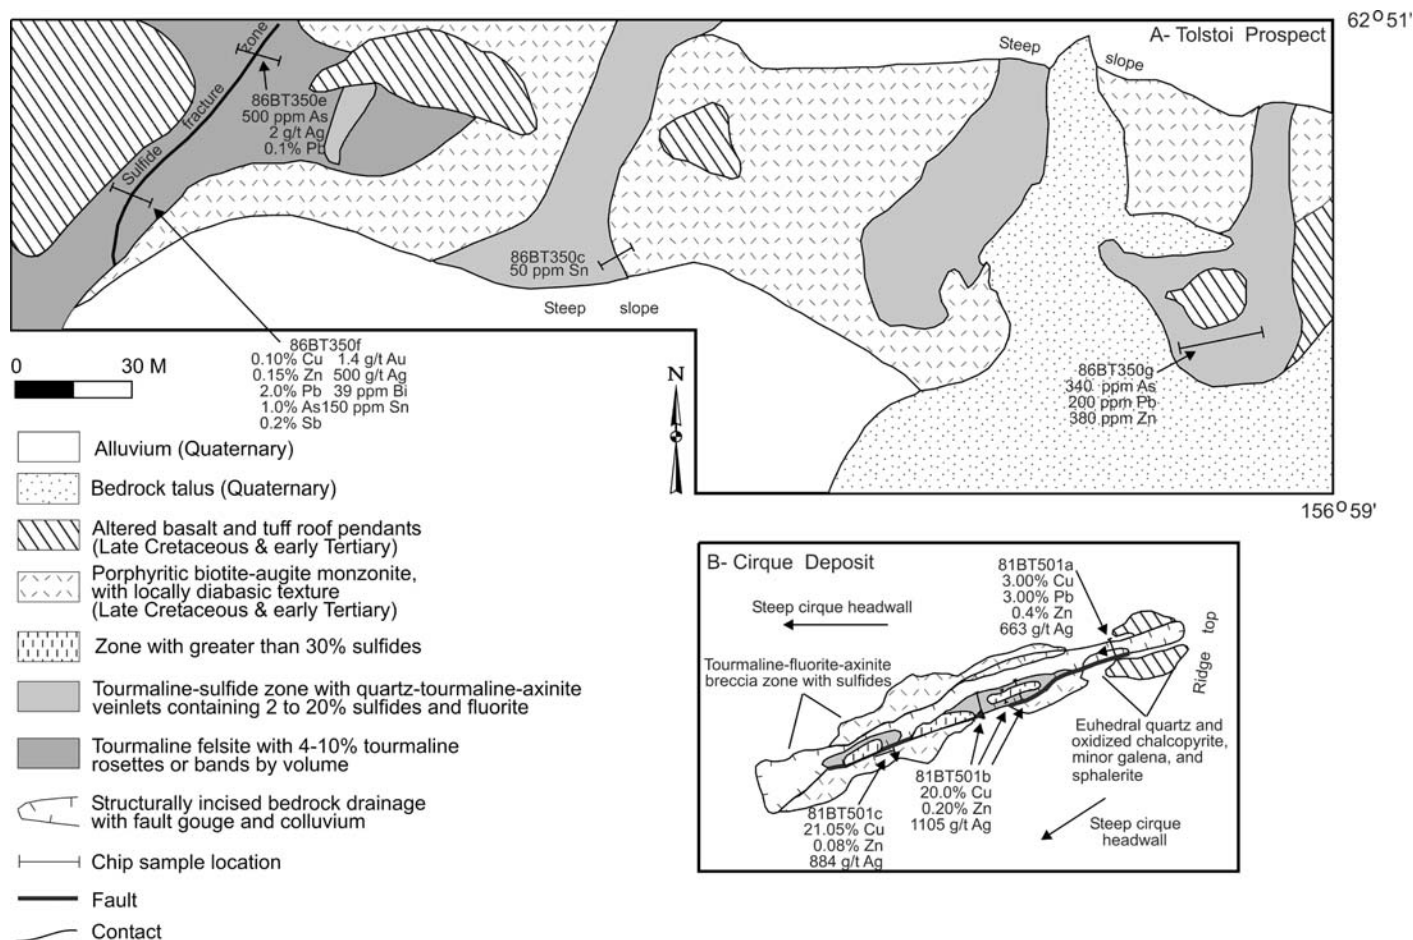 62°51'
A- Tolstoi Prospect
Steep
slope
zone
fracture
Sulfide
86BT350e
500 ppm As
2 g/t Ag
0.1% Pb
86BT350c
50 ppm Sn
Steep slope
86BT350f
0.10% Cu 1.4 g/t Au
0.15% Zn 500 g/t Ag
2.0% Pb 39 ppm Bi
1.0% As 150 ppm Sn
0.2% Sb
86BT350g
340 ppm As
200 ppm Pb
380 ppm Zn
0 30 M
N
156°59'
Alluvium (Quaternary)
Bedrock talus (Quaternary)
Altered basalt and tuff roof pendants
(Late Cretaceous & early Tertiary)
Porphyritic biotite-augite monzonite,
with locally diabasic texture
(Late Cretaceous & early Tertiary)
Zone with greater than 30% sulfides
Tourmaline-sulfide zone with quartz-tourmaline-axinite
veinlets containing 2 to 20% sulfides and fluorite
Tourmaline felsite with 4-10% tourmaline
rosettes or bands by volume
Structurally incised bedrock drainage
with fault gouge and colluvium
Chip sample location
Fault
Contact
B- Cirque Deposit
Steep cirque headwall
81BT501a
3.00% Cu
3.00% Pb
0.4% Zn
663 g/t Ag
Tourmaline-fluorite-axinite
breccia zone with sulfides
Ridge top
Euhedral quartz and
oxidized chalcopyrite,
minor galena, and
sphalerite
81BT501b
20.0% Cu
0.20% Zn
1105 g/t Ag
81BT501c
21.05% Cu
0.08% Zn
884 g/t Ag
Steep cirque
headwall